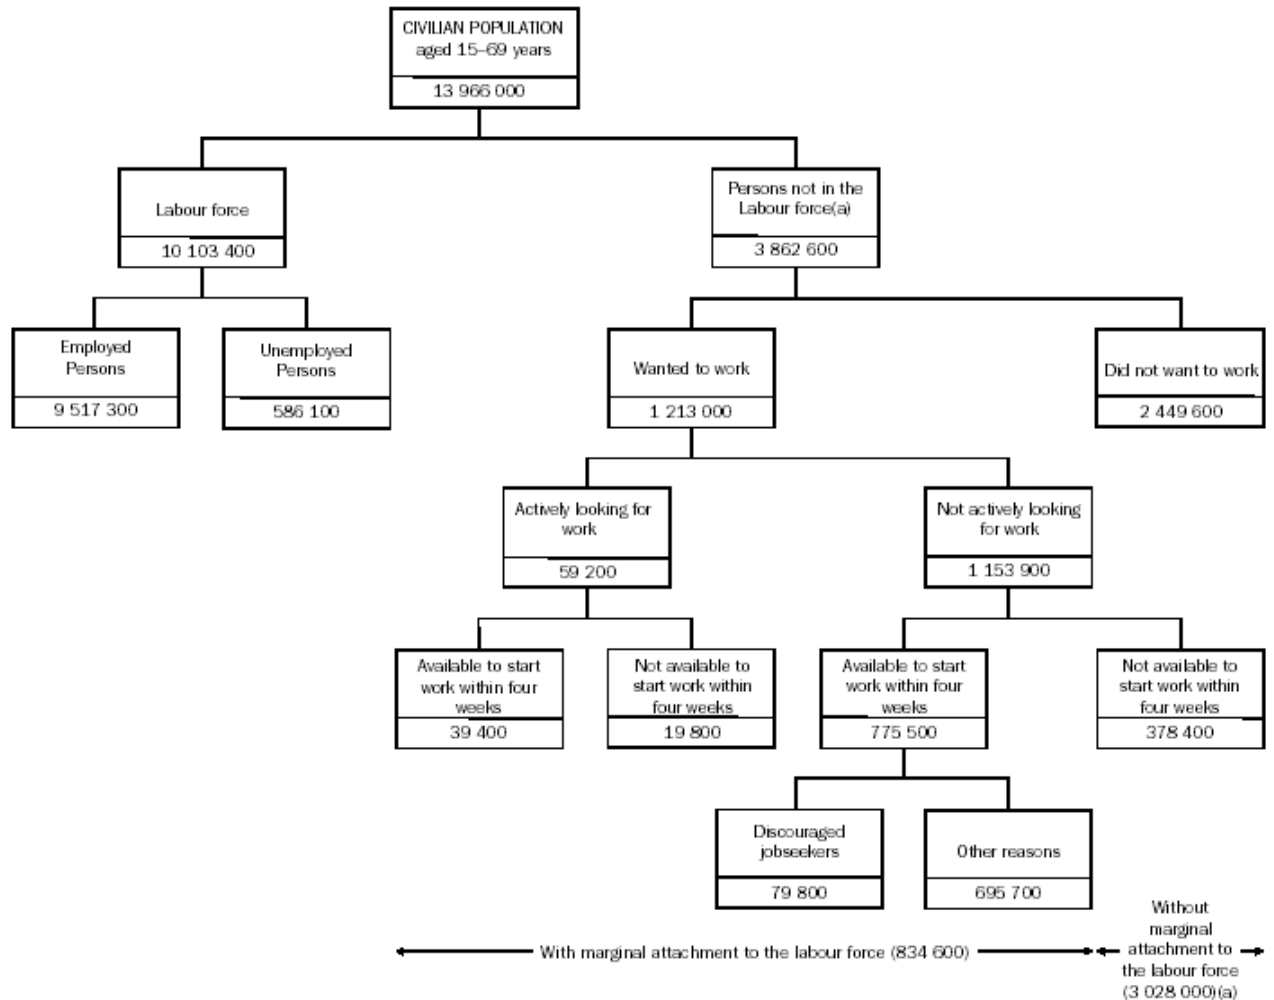 CIVILIAN POPULATION
aged 15–69 years
13 966 000
Labour force
10 103 400
Persons not in the
Labour force(a)
3 862 600
Employed
Persons
9 517 300
Unemployed
Persons
586 100
Wanted to work
1 213 000
Did not want to work
2 449 600
Actively looking for
work
59 200
Not actively looking
for work
1 153 900
Available to start
work within four
weeks
39 400
Not available to
start work within
four weeks
19 800
Available to start
work within four
weeks
775 500
Not available to
start work within
four weeks
378 400
Discouraged
jobseekers
79 800
Other reasons
695 700
With marginal attachment to the labour force (834 600)
Without
marginal
attachment to
the labour force
(3 028 000)(a)